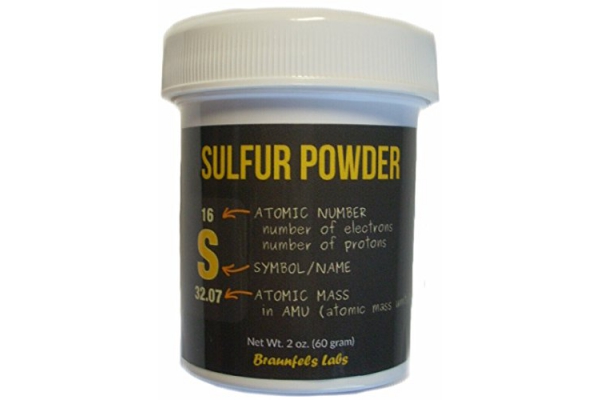 SULFUR POWDER
16 ATOMIC NUMBER
number of electrons
number of protons
S SYMBOL/NAME
32.07 ATOMIC MASS
in AMU (atomic mass
Net Wt. 2 oz. (60 gram)
Braunfels Labs